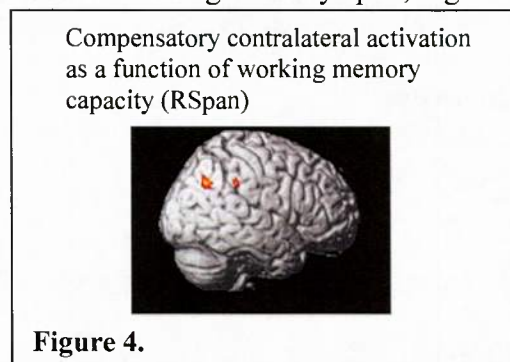 Compensatory contralateral activation
as a function of working memory
capacity (RSpan)
Figure 4.